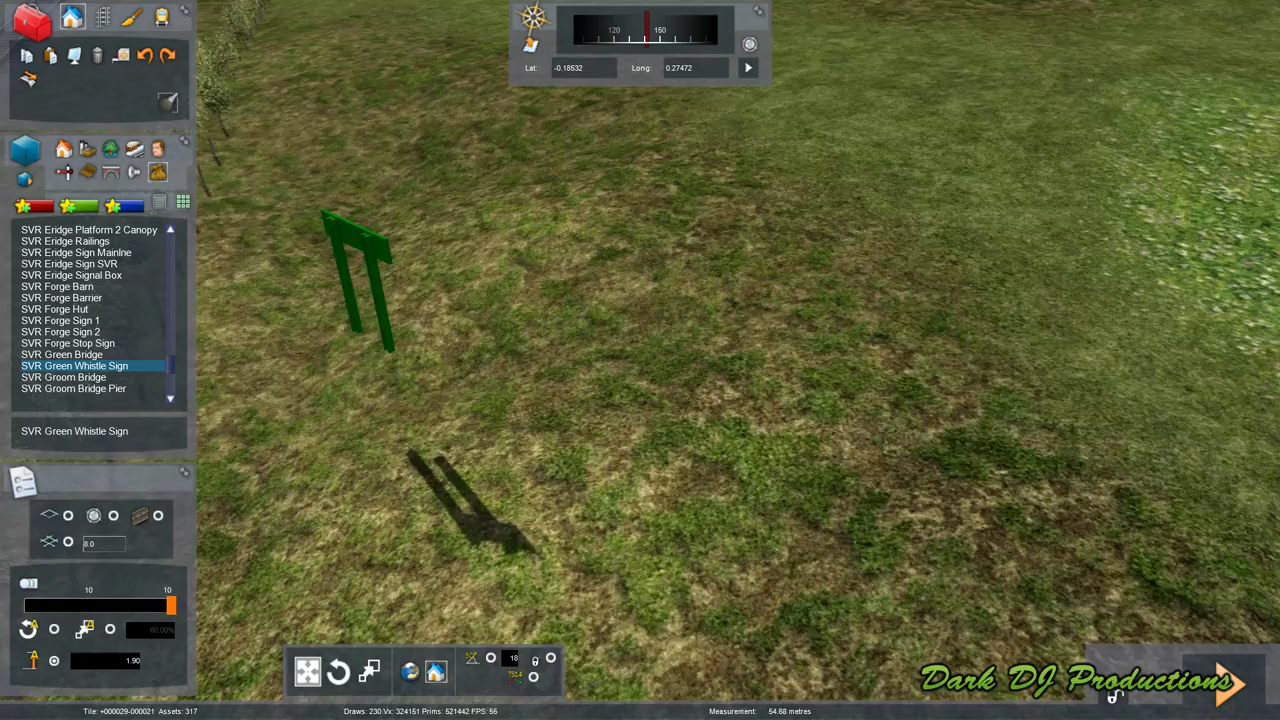 120
150
Lat:
-0.18532
Long:
0.27472
SVR Eridge Platform 2 Canopy
SVR Eridge Railings
SVR Eridge Sign Mainlne
SVR Eridge Sign SVR
SVR Eridge Signal Box
SVR Forge Barn
SVR Forge Barrier
SVR Forge Hut
SVR Forge Sign 1
SVR Forge Sign 2
SVR Forge Stop Sign
SVR Green Bridge
SVR Green Whistle Sign
SVR Groom Bridge
SVR Groom Bridge Pier
SVR Green Whistle Sign
8.0
10
10
60.00%
1.90
18
TS14
Dark DJ Productions
Tile: +000029-000021 Assets: 317
Draws: 230 Vx: 324151 Prims: 521442 FPS: 55
Measurement:
54.68 metres